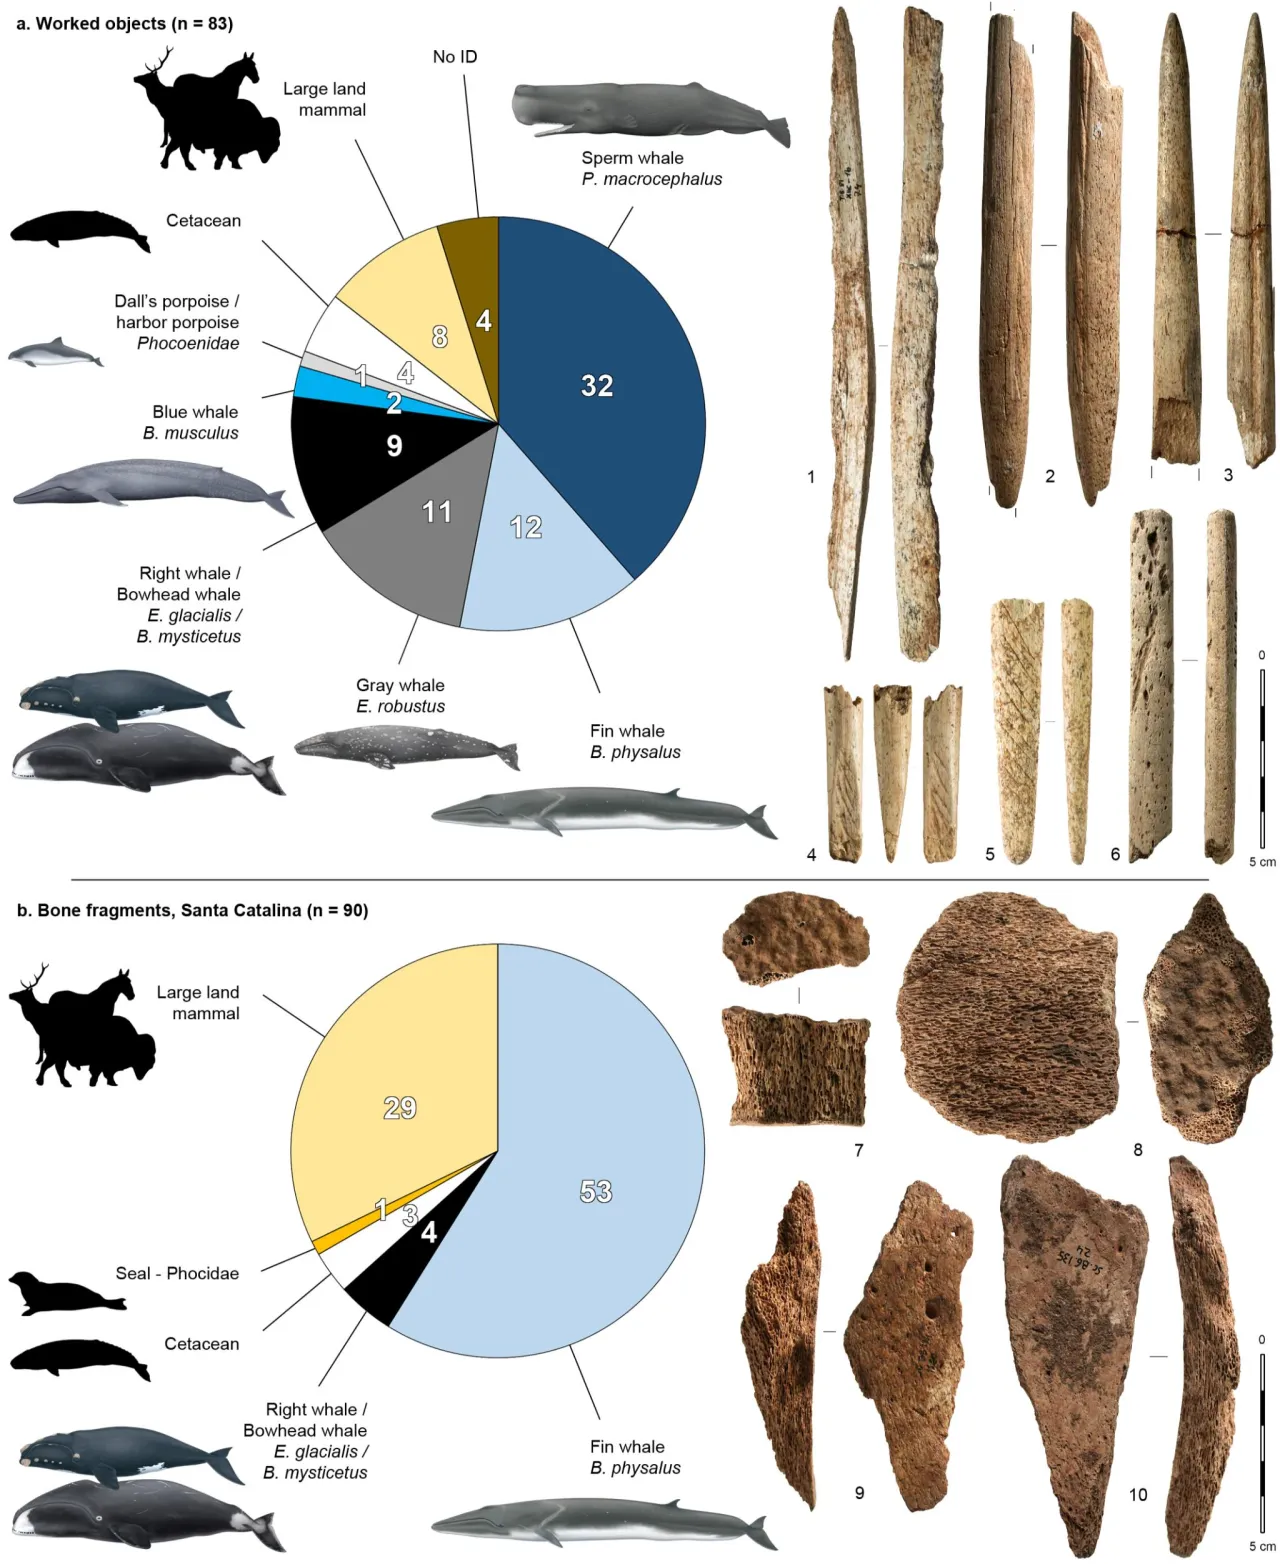 a. Worked objects (n = 83)
No ID
Large land
mammal
Sperm whale
P. macrocephalus
Cetacean
Dall's porpoise /
harbor porpoise
Phocoenidae
Blue whale
B. musculus
Right whale /
Bowhead whale
E. glacialis /
B. mysticetus
Gray whale
E. robustus
Fin whale
B. physalus
4
8
32
4
1
2
9
11
12
1
2
3
4
5
6
0
5 cm
b. Bone fragments, Santa Catalina (n = 90)
Large land
mammal
29
53
1
3
4
Seal - Phocidae
Cetacean
Right whale /
Bowhead whale
E. glacialis /
B. mysticetus
Fin whale
B. physalus
7
8
9
10
SC 86 135
24
0
5 cm